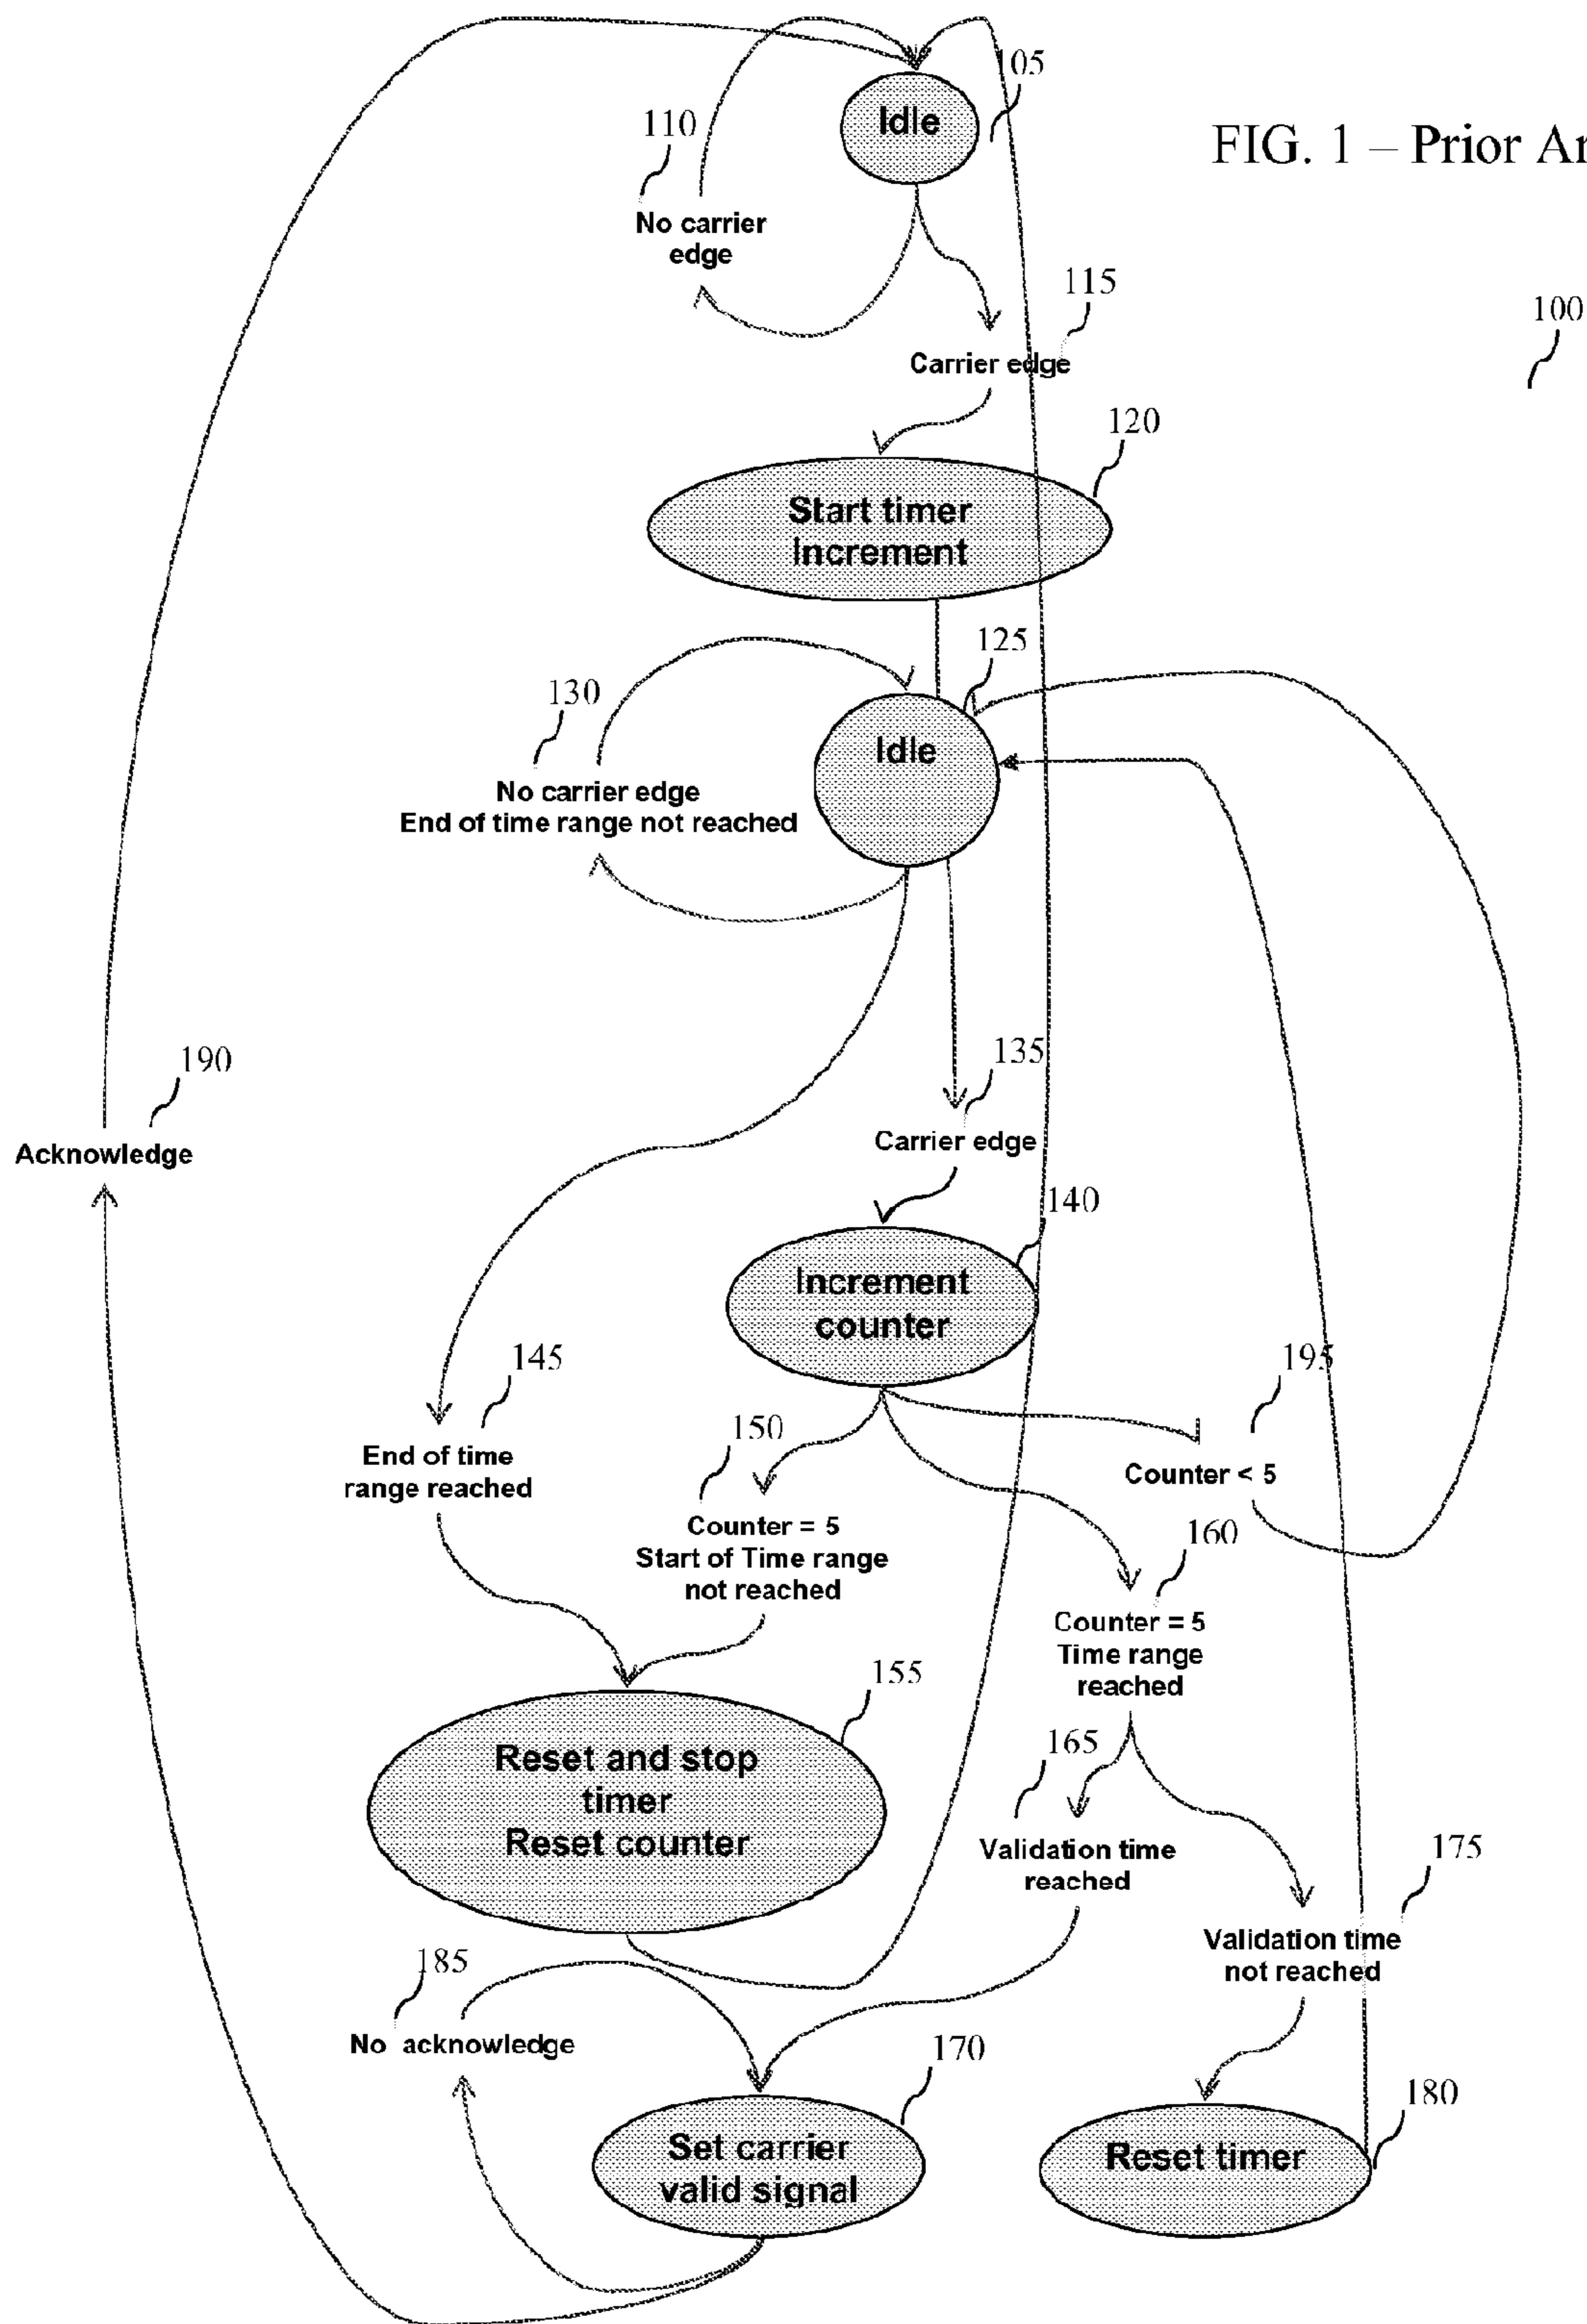 105
Idle
110
FIG. 1 – Prior Ar
No carrier
edge
115
100
Carrier edge
120
Start timer
Increment
125
130
Idle
No carrier edge
End of time range not reached
135
190
Carrier edge
Acknowledge
140
Increment
counter
145
195
150
End of time
range reached
Counter < 5
Counter = 5
Start of Time range
not reached
160
Counter = 5
Time range
reached
155
165
Reset and stop
timer
Reset counter
Validation time
reached
175
Validation time
not reached
185
No acknowledge
170
180
Set carrier
valid signal
Reset timer